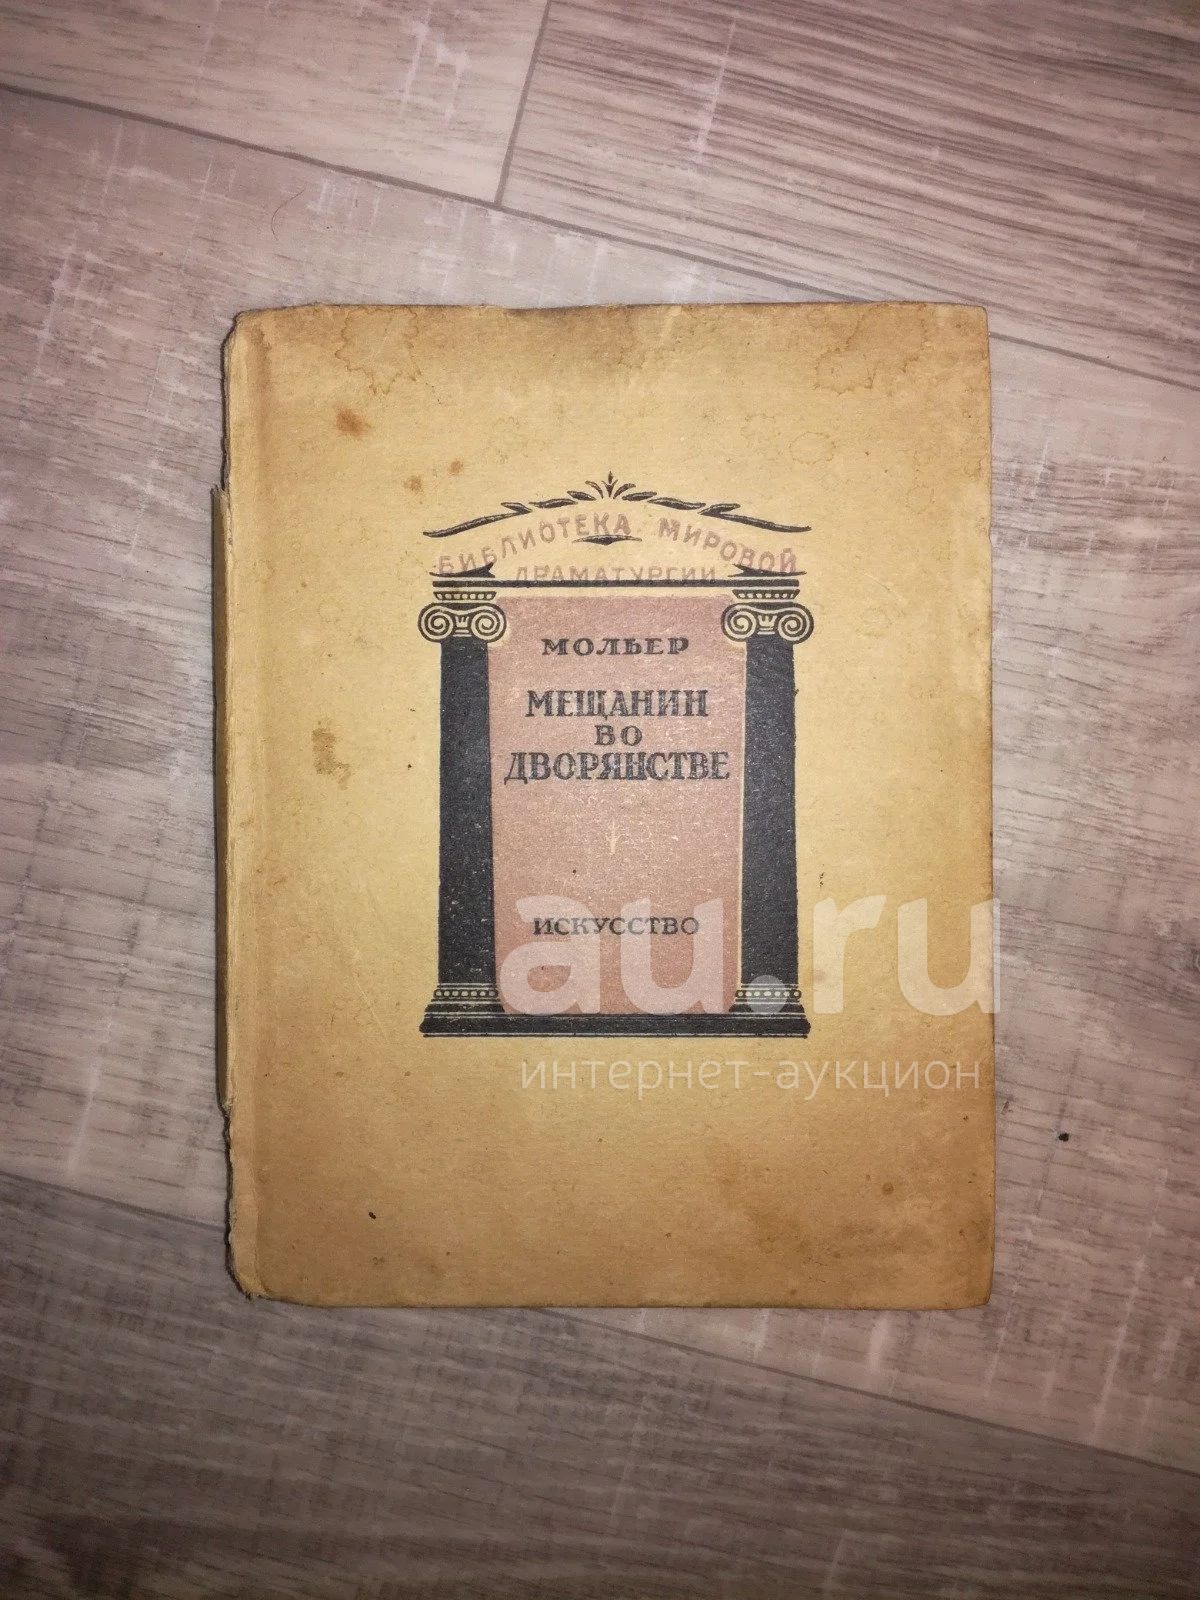 БИБЛИОТЕКА МИРОВОЙ
ДРАМАТУРГИИ
МОЛЬЕР
МЕЩАНИН
ВО
ДВОРЯНСТВЕ
ИСКУССТВО
au.ru
интернет-аукцион